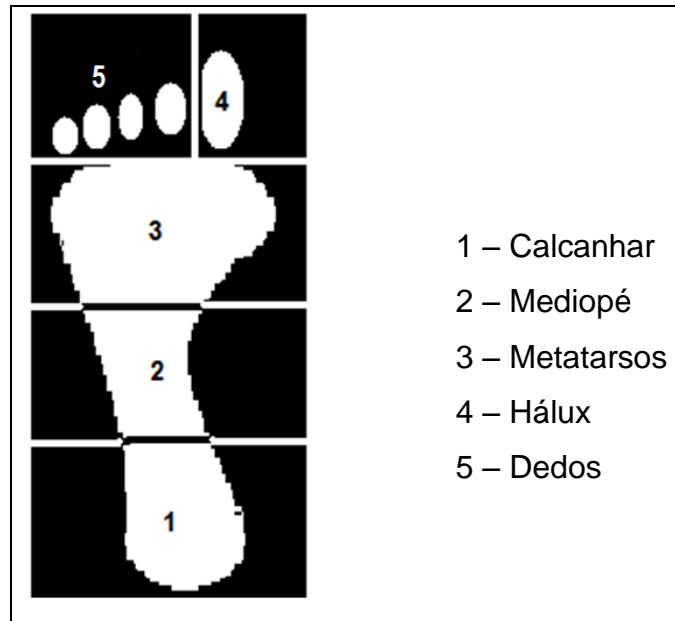 5
4
3
2
1
1 – Calcanhar
2 – Mediopé
3 – Metatarsos
4 – Hálux
5 – Dedos